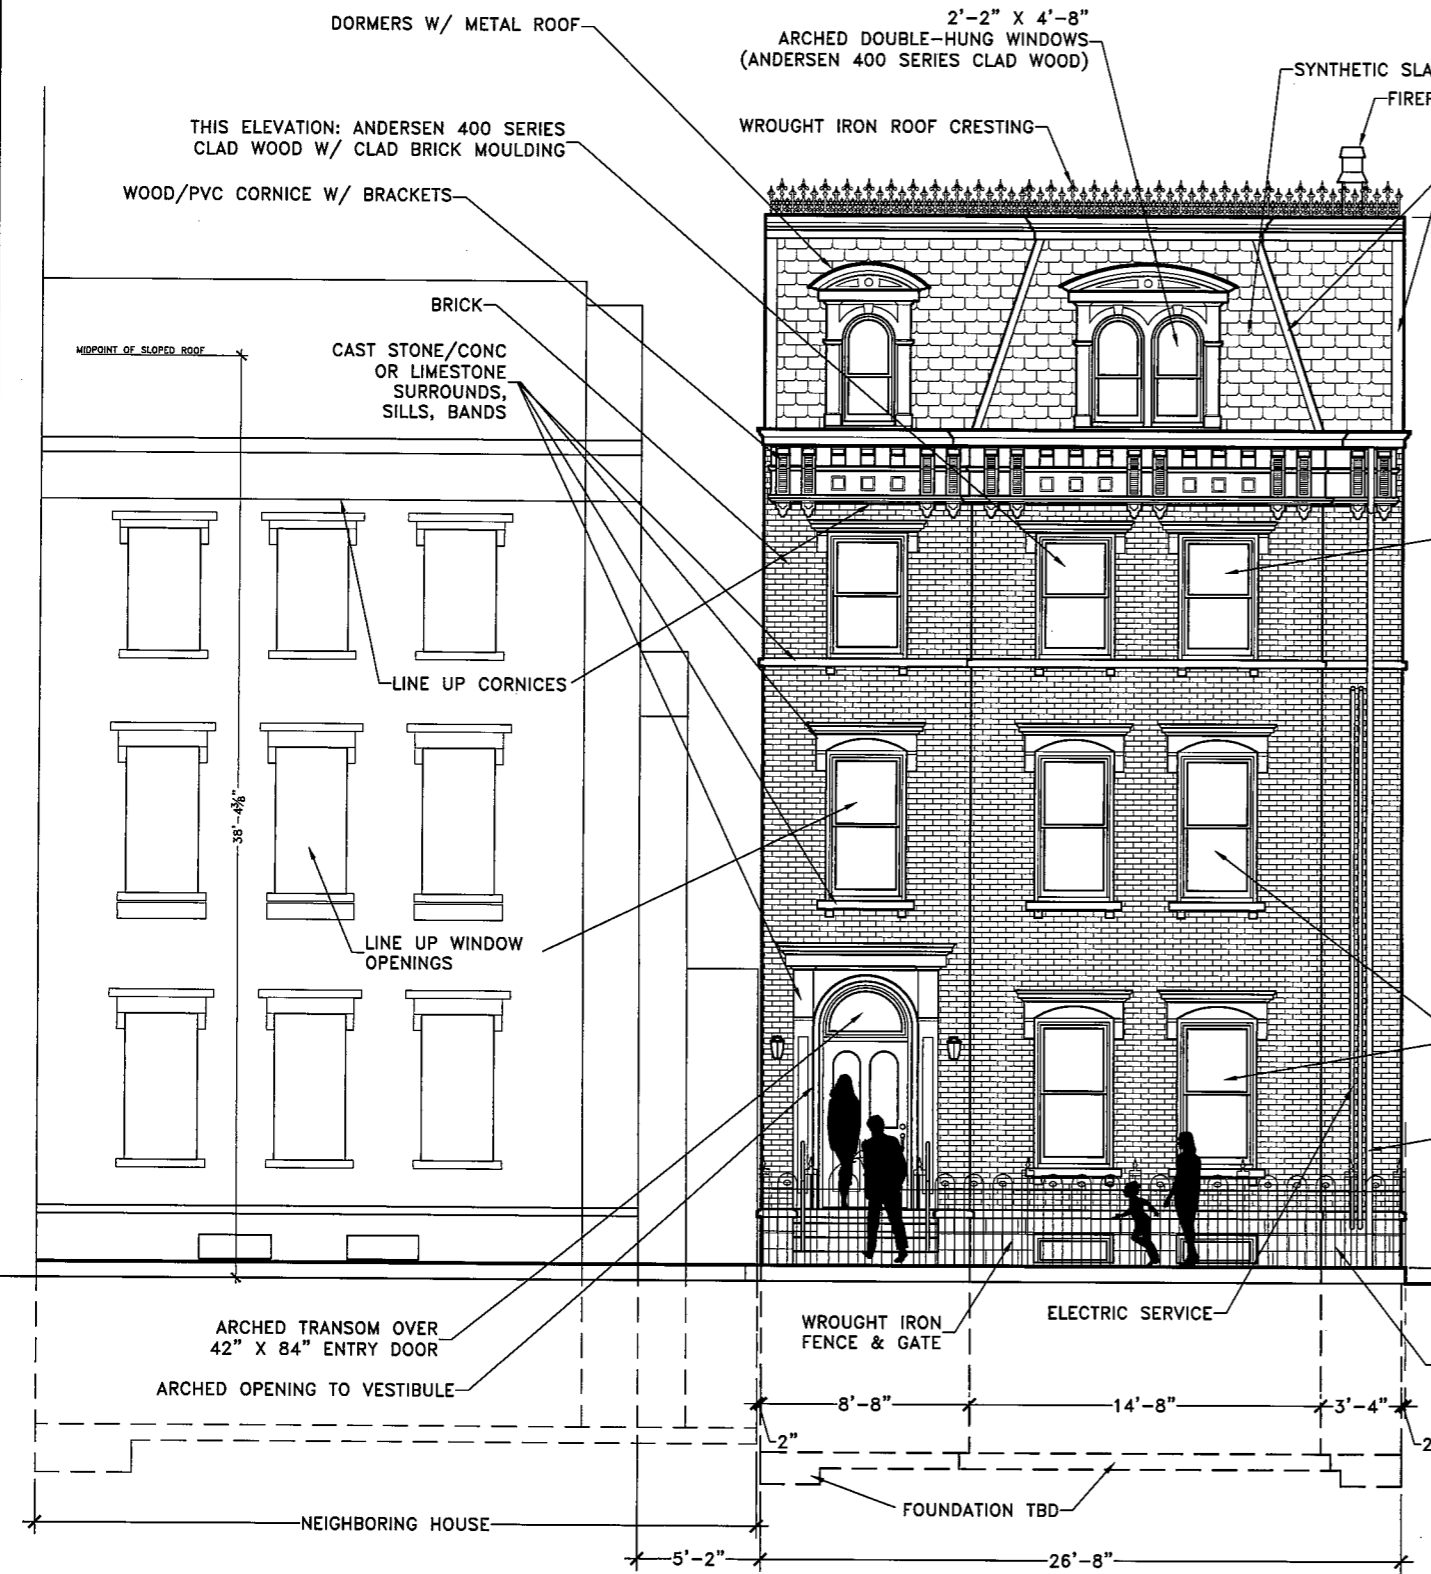 DORMERS W/ METAL ROOF
2'-2" X 4'-8"
ARCHED DOUBLE-HUNG WINDOWS
(ANDERSEN 400 SERIES CLAD WOOD)
SYNTHETIC SLA
FIREF
THIS ELEVATION: ANDERSEN 400 SERIES
CLAD WOOD W/ CLAD BRICK MOULDING
WROUGHT IRON ROOF CRESTING
WOOD/PVC CORNICE W/ BRACKETS
BRICK
MIDPOINT OF SLOPED ROOF
CAST STONE/CONC
OR LIMESTONE
SURROUNDS,
SILLS, BANDS
LINE UP CORNICES
38'-4⅜"
LINE UP WINDOW
OPENINGS
ARCHED TRANSOM OVER
42" X 84" ENTRY DOOR
ARCHED OPENING TO VESTIBULE
WROUGHT IRON
FENCE & GATE
ELECTRIC SERVICE
8'-8"
14'-8"
3'-4"
2"
2
FOUNDATION TBD
NEIGHBORING HOUSE
5'-2"
26'-8"